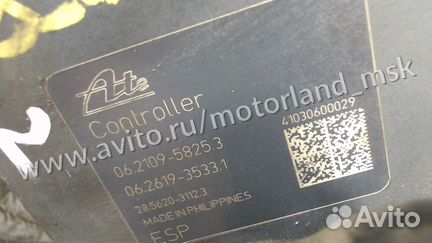 Ate
Controller
06.2109-5825.3
06.2619-3533.1
28.5620-3112.3
MADE IN PHILIPPINES
ESP
41030600029
www.avito.ru/motorland_msk
Avito